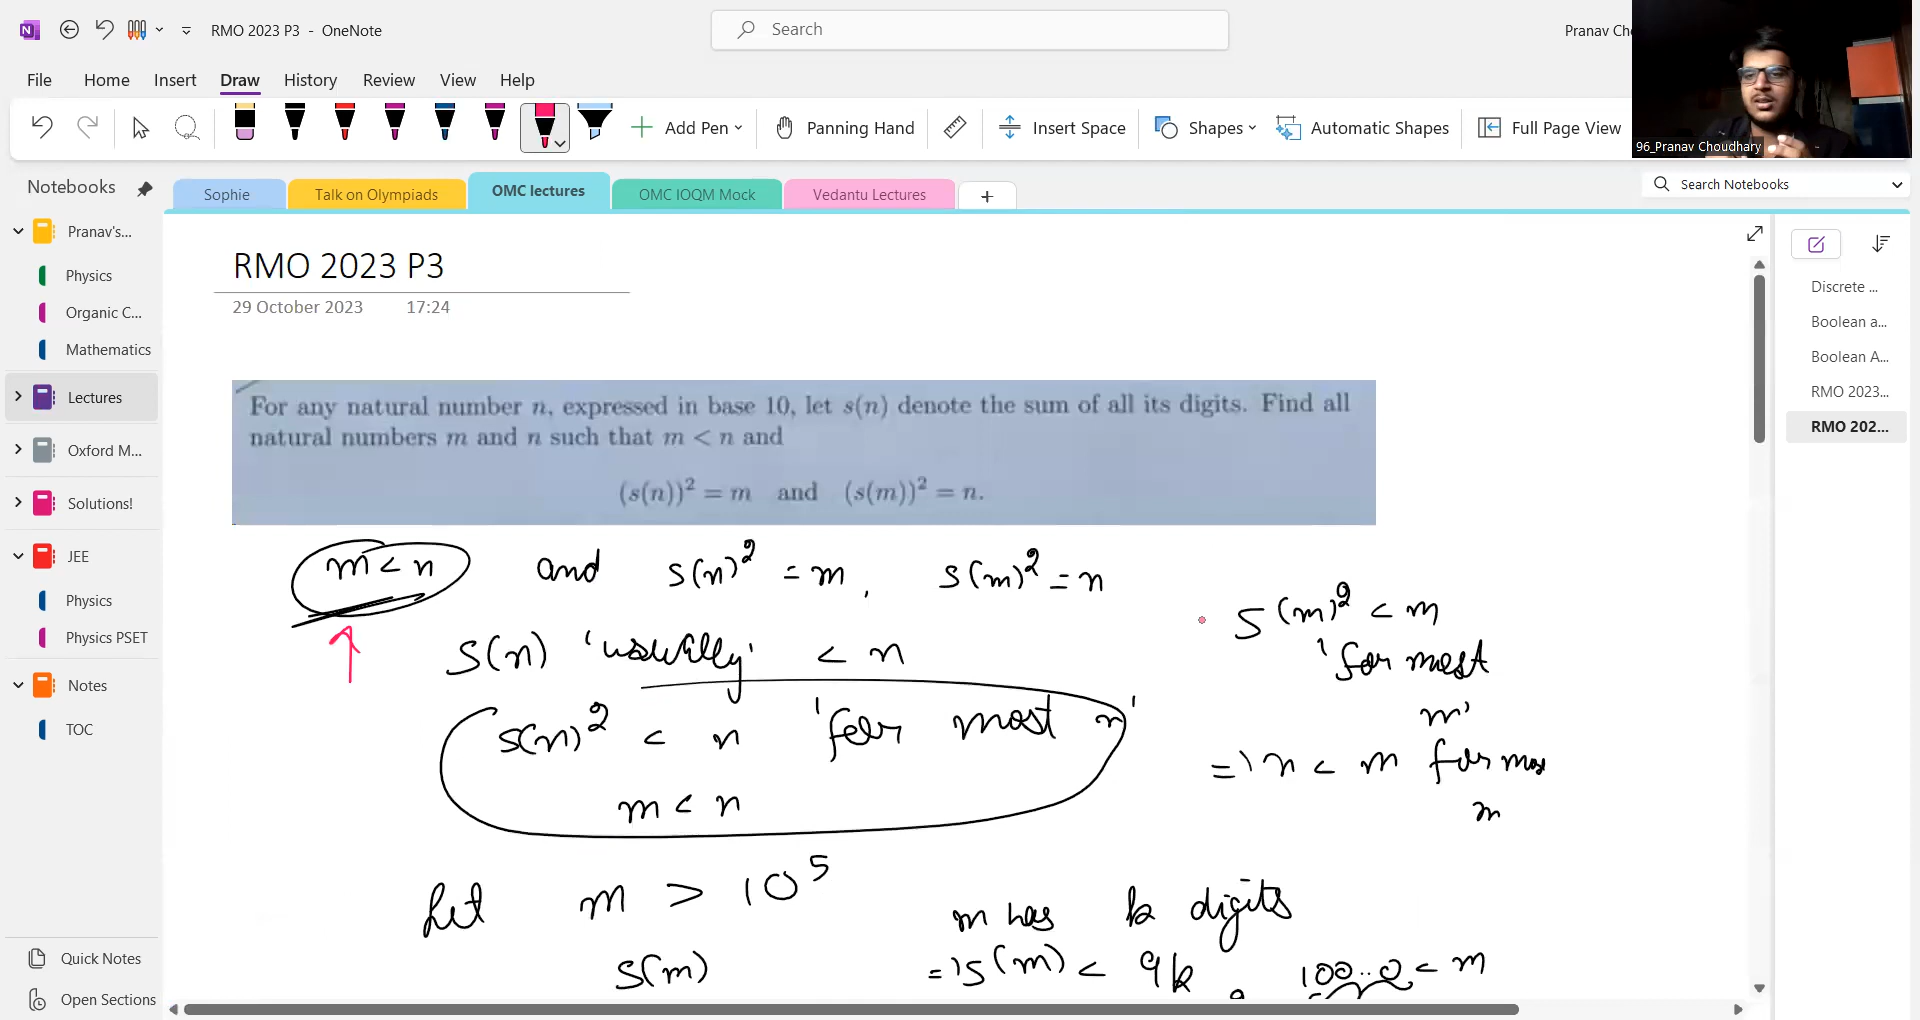 RMO 2023 P3 - OneNote
Search
Pranav Cho
File Home Insert Draw History Review View Help
Add Pen Panning Hand Insert Space Shapes Automatic Shapes Full Page View
96_Pranav Choudhary
Notebooks
Sophie Talk on Olympiads OMC lectures OMC IOQM Mock Vedantu Lectures +
Search Notebooks
Pranav's...
Physics
Organic C...
Mathematics
Lectures
Oxford M...
Solutions!
JEE
Physics
Physics PSET
Notes
TOC
Quick Notes
Open Sections
RMO 2023 P3
29 October 2023 17:24
For any natural number n, expressed in base 10, let s(n) denote the sum of all its digits. Find all
natural numbers m and n such that m < n and
(s(n))² = m and (s(m))² = n.
m < n and s(n)² = m, s(m)² = n
s(n) 'usually' < n
s(n)² < n 'for most n'
m < n
s(m)² < m
'for most
m'
=) n < m for mos
m
Let m > 10⁵
m has k digits
s(m)
=) s(m) < 9k
100..0 < m
Discrete ...
Boolean a...
Boolean A...
RMO 2023...
RMO 202...